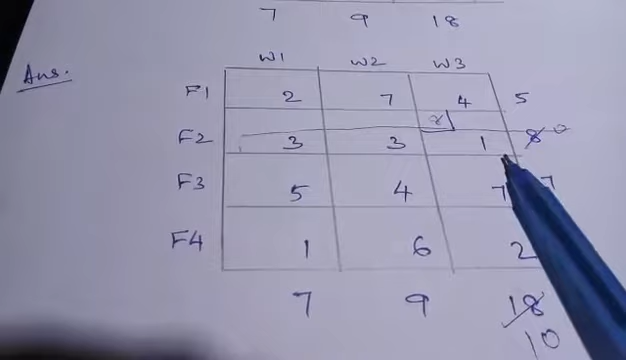 7 9 18
Ans.
W1 W2 W3
F1 2 7 4 5
8
F2 3 3 1 8 0
F3 5 4 7 7
F4 1 6 2
7 9 18
10